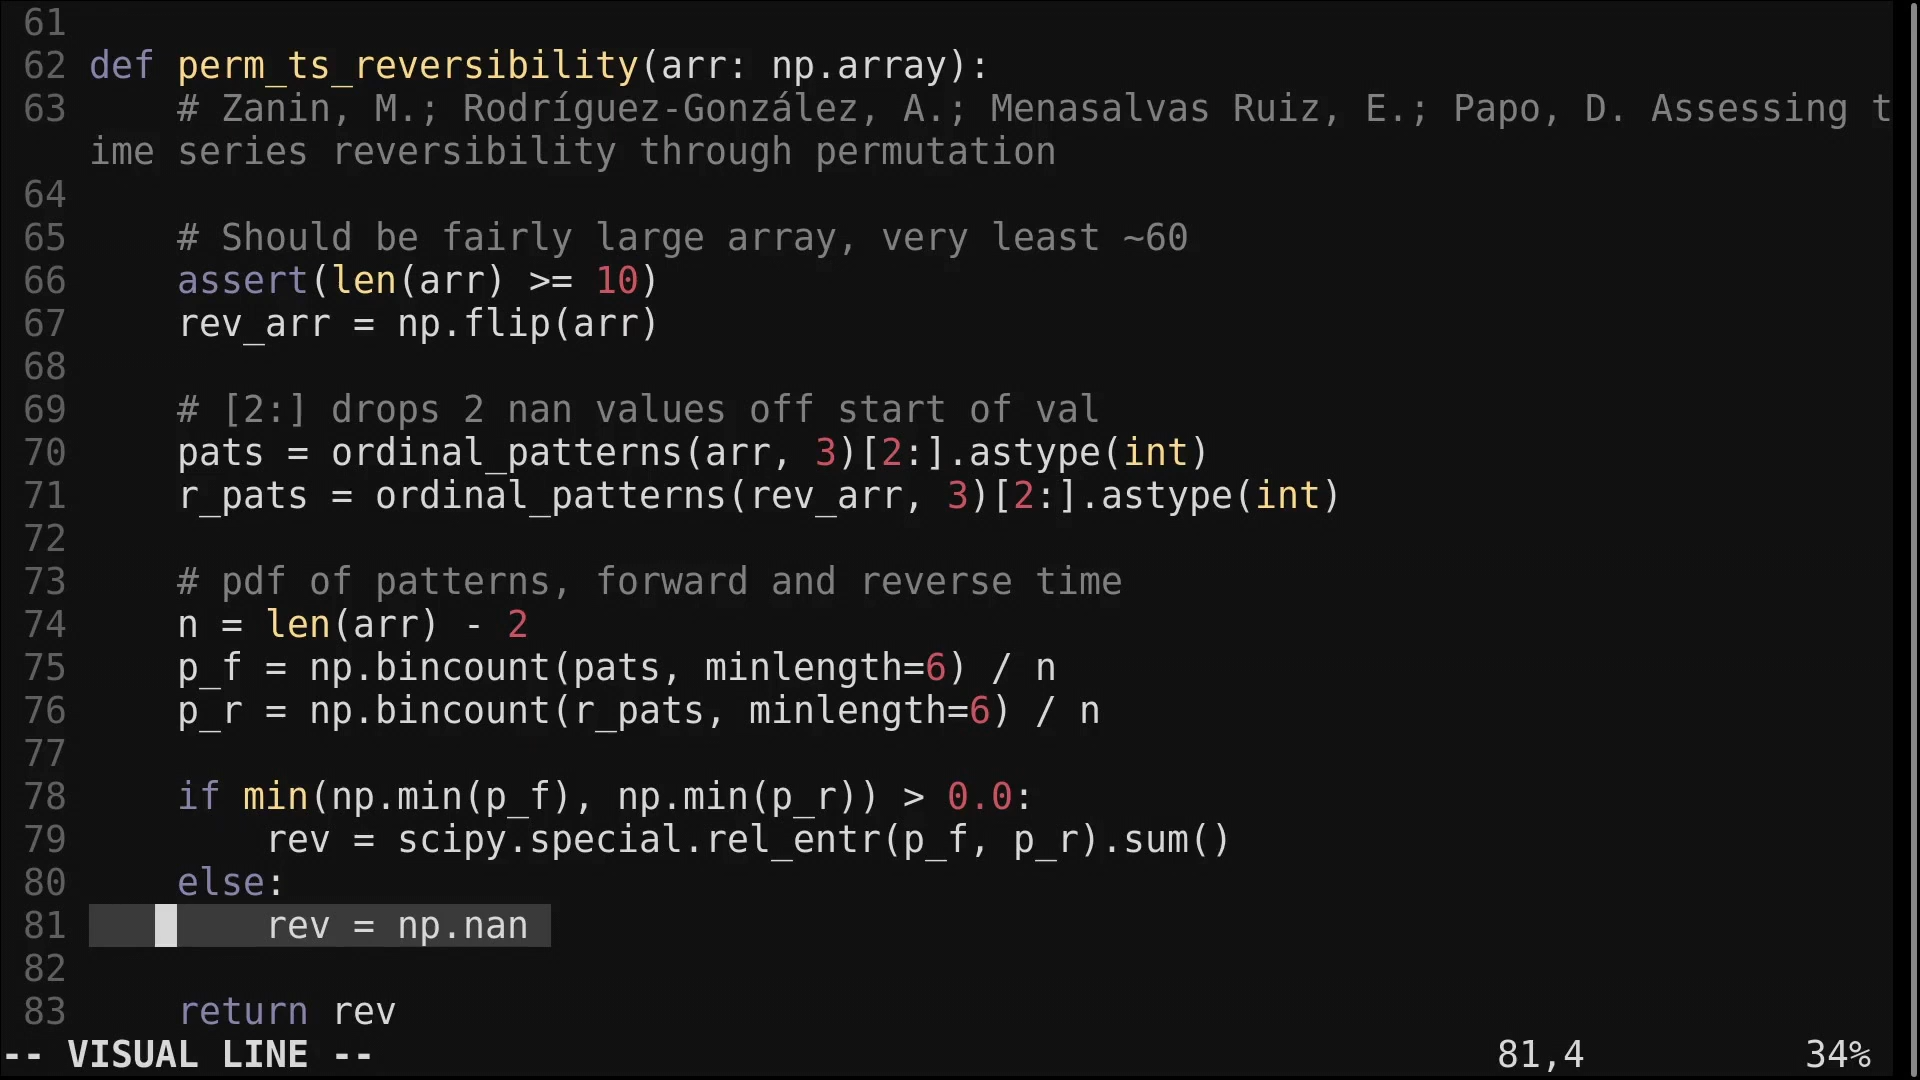 61
62 def perm_ts_reversibility(arr: np.array):
63     # Zanin, M.; Rodríguez-González, A.; Menasalvas Ruiz, E.; Papo, D. Assessing t
ime series reversibility through permutation
64
65     # Should be fairly large array, very least ~60
66     assert(len(arr) >= 10)
67     rev_arr = np.flip(arr)
68
69     # [2:] drops 2 nan values off start of val
70     pats = ordinal_patterns(arr, 3)[2:].astype(int)
71     r_pats = ordinal_patterns(rev_arr, 3)[2:].astype(int)
72
73     # pdf of patterns, forward and reverse time
74     n = len(arr) - 2
75     p_f = np.bincount(pats, minlength=6) / n
76     p_r = np.bincount(r_pats, minlength=6) / n
77
78     if min(np.min(p_f), np.min(p_r)) > 0.0:
79         rev = scipy.special.rel_entr(p_f, p_r).sum()
80     else:
81         rev = np.nan
82
83     return rev
-- VISUAL LINE -- 81,4 34%